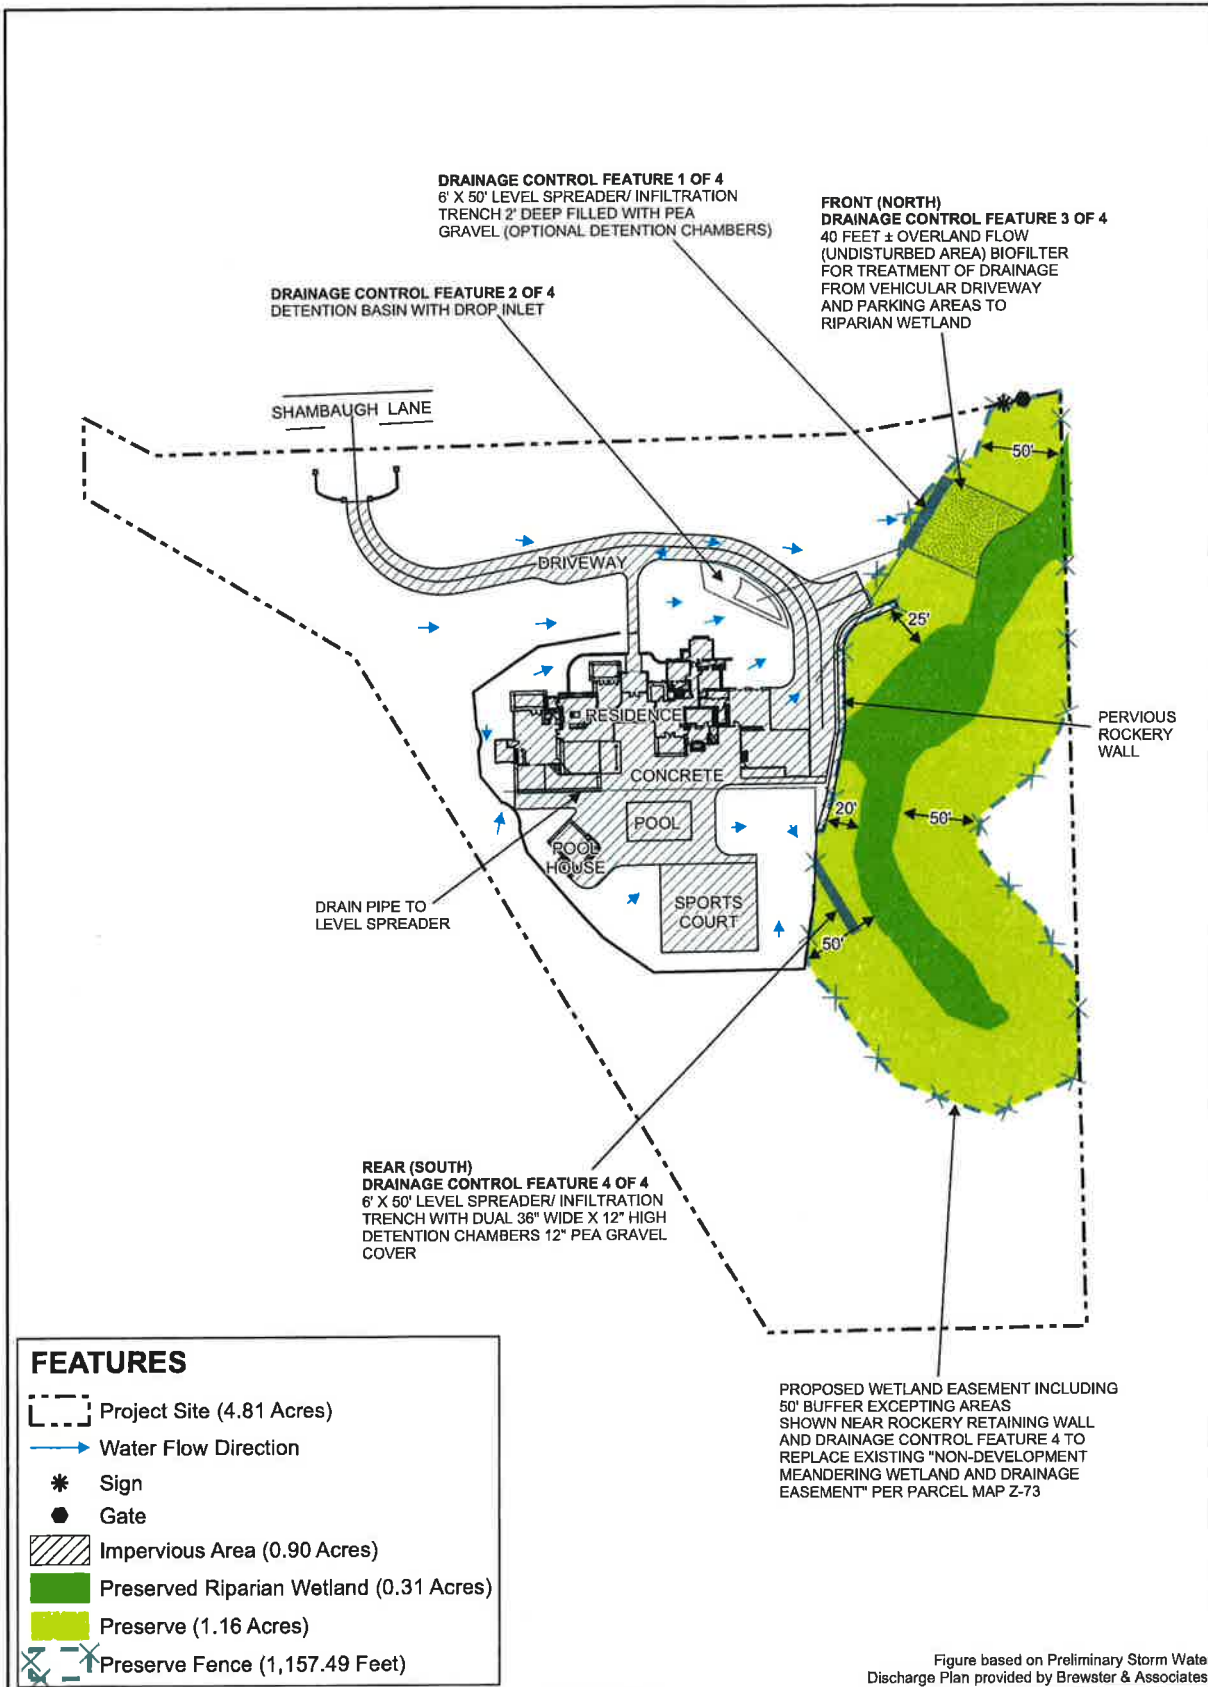 DRAINAGE CONTROL FEATURE 1 OF 4
6' X 50' LEVEL SPREADER/ INFILTRATION
TRENCH 2' DEEP FILLED WITH PEA
GRAVEL (OPTIONAL DETENTION CHAMBERS)
FRONT (NORTH)
DRAINAGE CONTROL FEATURE 3 OF 4
40 FEET ± OVERLAND FLOW
(UNDISTURBED AREA) BIOFILTER
FOR TREATMENT OF DRAINAGE
FROM VEHICULAR DRIVEWAY
AND PARKING AREAS TO
RIPARIAN WETLAND
DRAINAGE CONTROL FEATURE 2 OF 4
DETENTION BASIN WITH DROP INLET
SHAMBAUGH LANE
50'
DRIVEWAY
25'
RESIDENCE
PERVIOUS
ROCKERY
WALL
CONCRETE
20'
50'
POOL
POOL
HOUSE
SPORTS
COURT
DRAIN PIPE TO
LEVEL SPREADER
50'
REAR (SOUTH)
DRAINAGE CONTROL FEATURE 4 OF 4
6' X 50' LEVEL SPREADER/ INFILTRATION
TRENCH WITH DUAL 36" WIDE X 12" HIGH
DETENTION CHAMBERS 12" PEA GRAVEL
COVER
PROPOSED WETLAND EASEMENT INCLUDING
50' BUFFER EXCEPTING AREAS
SHOWN NEAR ROCKERY RETAINING WALL
AND DRAINAGE CONTROL FEATURE 4 TO
REPLACE EXISTING "NON-DEVELOPMENT
MEANDERING WETLAND AND DRAINAGE
EASEMENT" PER PARCEL MAP Z-73
FEATURES
Project Site (4.81 Acres)
Water Flow Direction
Sign
Gate
Impervious Area (0.90 Acres)
Preserved Riparian Wetland (0.31 Acres)
Preserve (1.16 Acres)
Preserve Fence (1,157.49 Feet)
Figure based on Preliminary Storm Wate
Discharge Plan provided by Brewster & Associates